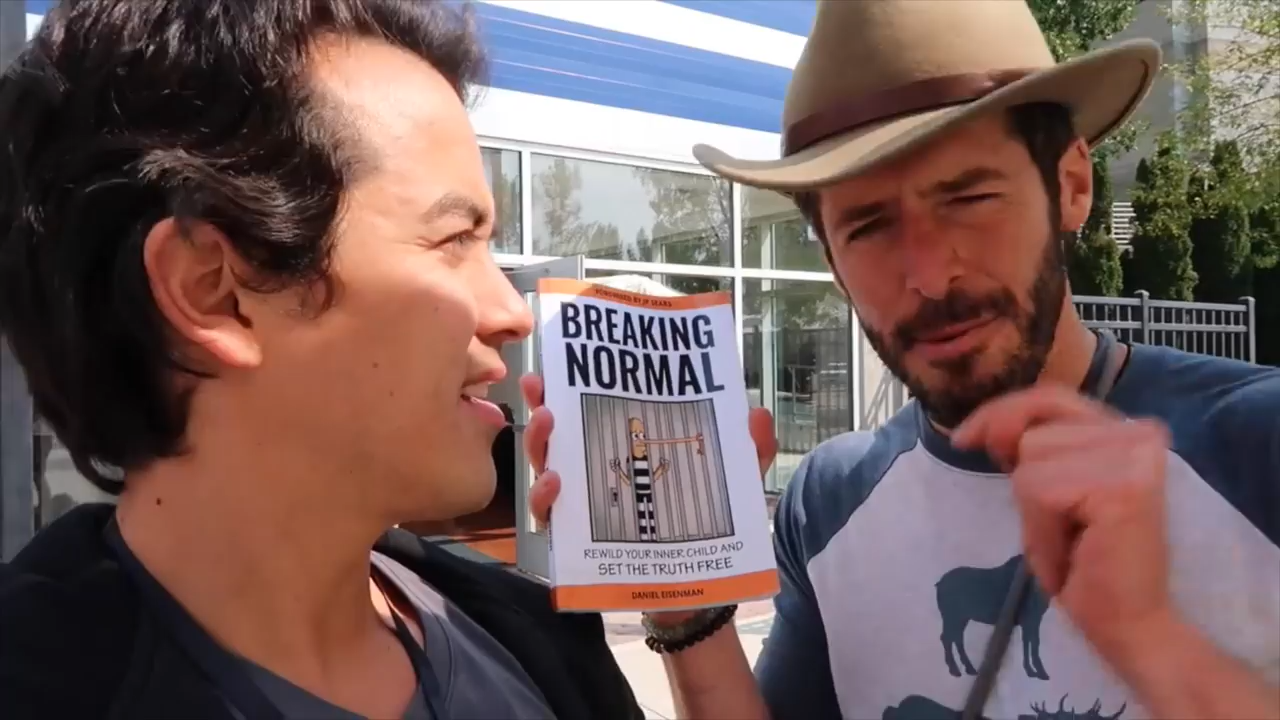 FOREWORD BY JP SEARS
BREAKING
NORMAL
REWILD YOUR INNER CHILD AND
SET THE TRUTH FREE
DANIEL EISENMAN